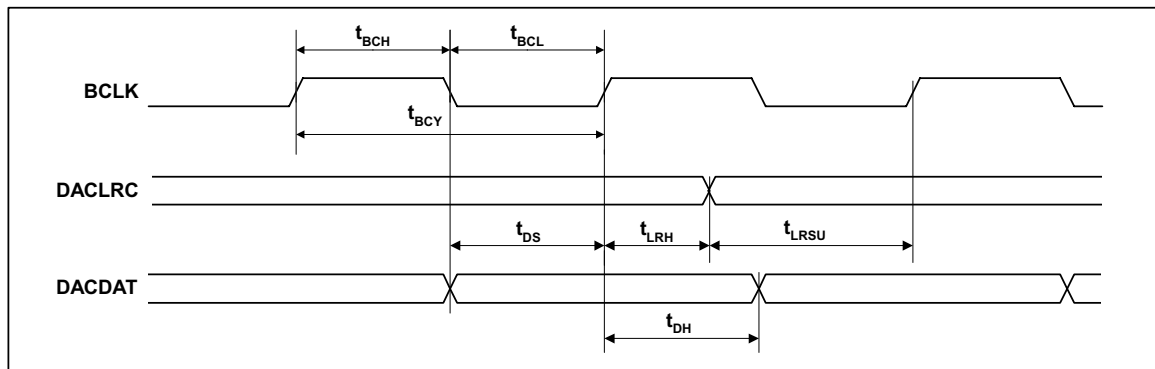 tBCH tBCL
BCLK
tBCY
DACLRC
tDS tLRH tLRSU
DACDAT
tDH